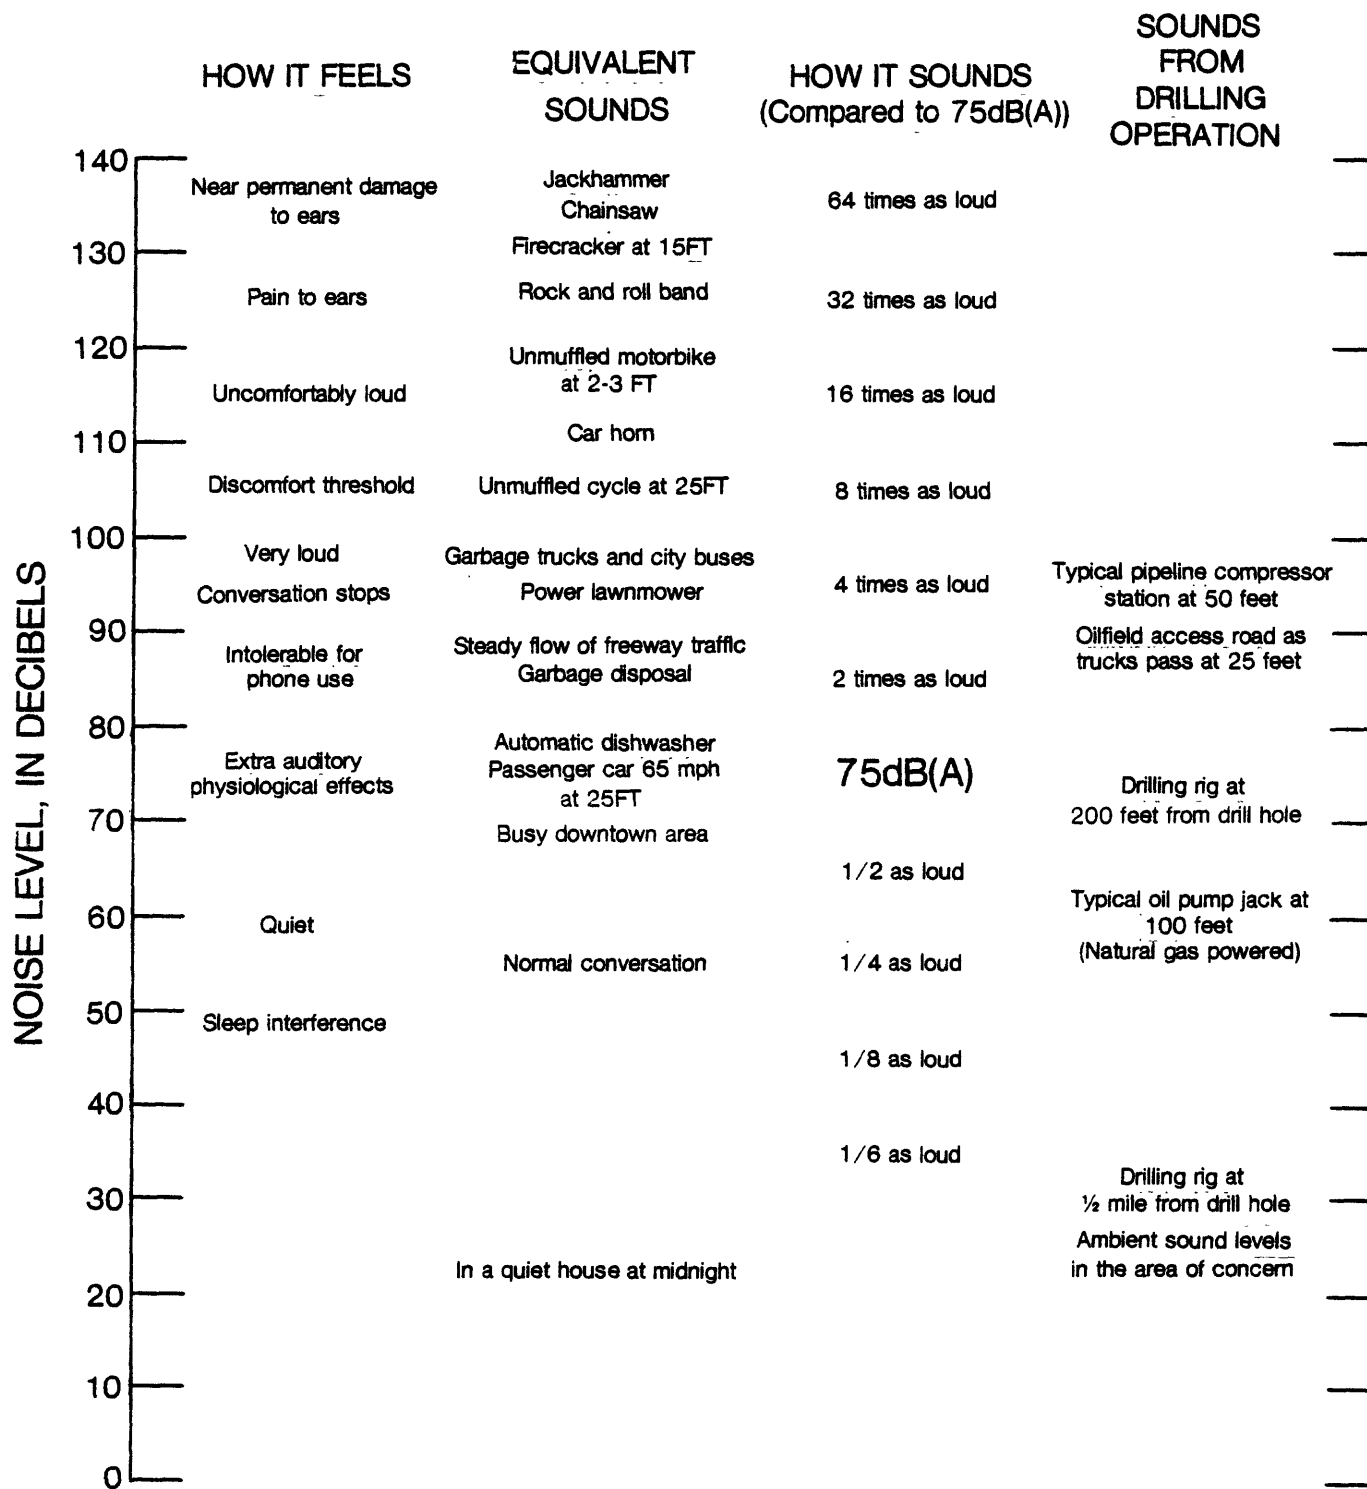 HOW IT FEELS
EQUIVALENT
SOUNDS
HOW IT SOUNDS
(Compared to 75dB(A))
SOUNDS
FROM
DRILLING
OPERATION
NOISE LEVEL, IN DECIBELS
140
130
120
110
100
90
80
70
60
50
40
30
20
10
0
Near permanent damage
to ears
Pain to ears
Uncomfortably loud
Discomfort threshold
Very loud
Conversation stops
Intolerable for
phone use
Extra auditory
physiological effects
Quiet
Sleep interference
Jackhammer
Chainsaw
Firecracker at 15FT
Rock and roll band
Unmuffled motorbike
at 2-3 FT
Car horn
Unmuffled cycle at 25FT
Garbage trucks and city buses
Power lawnmower
Steady flow of freeway traffic
Garbage disposal
Automatic dishwasher
Passenger car 65 mph
at 25FT
Busy downtown area
Normal conversation
In a quiet house at midnight
64 times as loud
32 times as loud
16 times as loud
8 times as loud
4 times as loud
2 times as loud
75dB(A)
1/2 as loud
1/4 as loud
1/8 as loud
1/6 as loud
Typical pipeline compressor
station at 50 feet
Oilfield access road as
trucks pass at 25 feet
Drilling rig at
200 feet from drill hole
Typical oil pump jack at
100 feet
(Natural gas powered)
Drilling rig at
½ mile from drill hole
Ambient sound levels
in the area of concern